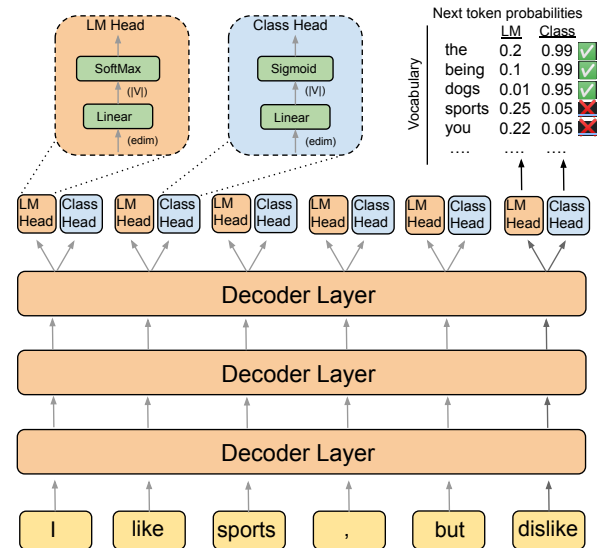 LM Head
SoftMax
(|V|)
Linear
(edim)
Class Head
Sigmoid
(|V|)
Linear
(edim)
Next token probabilities
LM Class
Vocabulary
the 0.2 0.99
being 0.1 0.99
dogs 0.01 0.95
sports 0.25 0.05
you 0.22 0.05
.... .... ....
LM Head Class Head LM Head Class Head LM Head Class Head LM Head Class Head LM Head Class Head LM Head Class Head
Decoder Layer
Decoder Layer
Decoder Layer
I like sports , but dislike